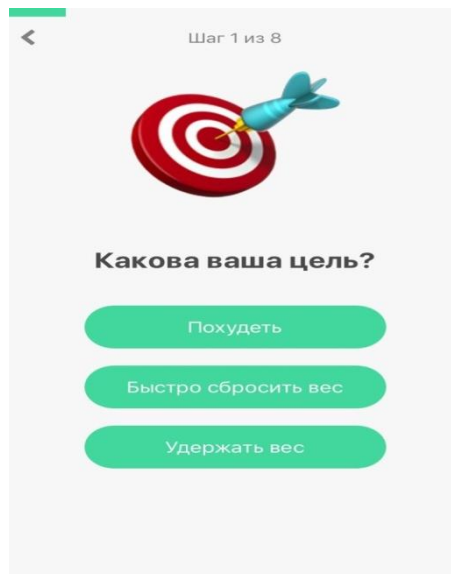 Шаг 1 из 8
Какова ваша цель?
Похудеть
Быстро сбросить вес
Удержать вес